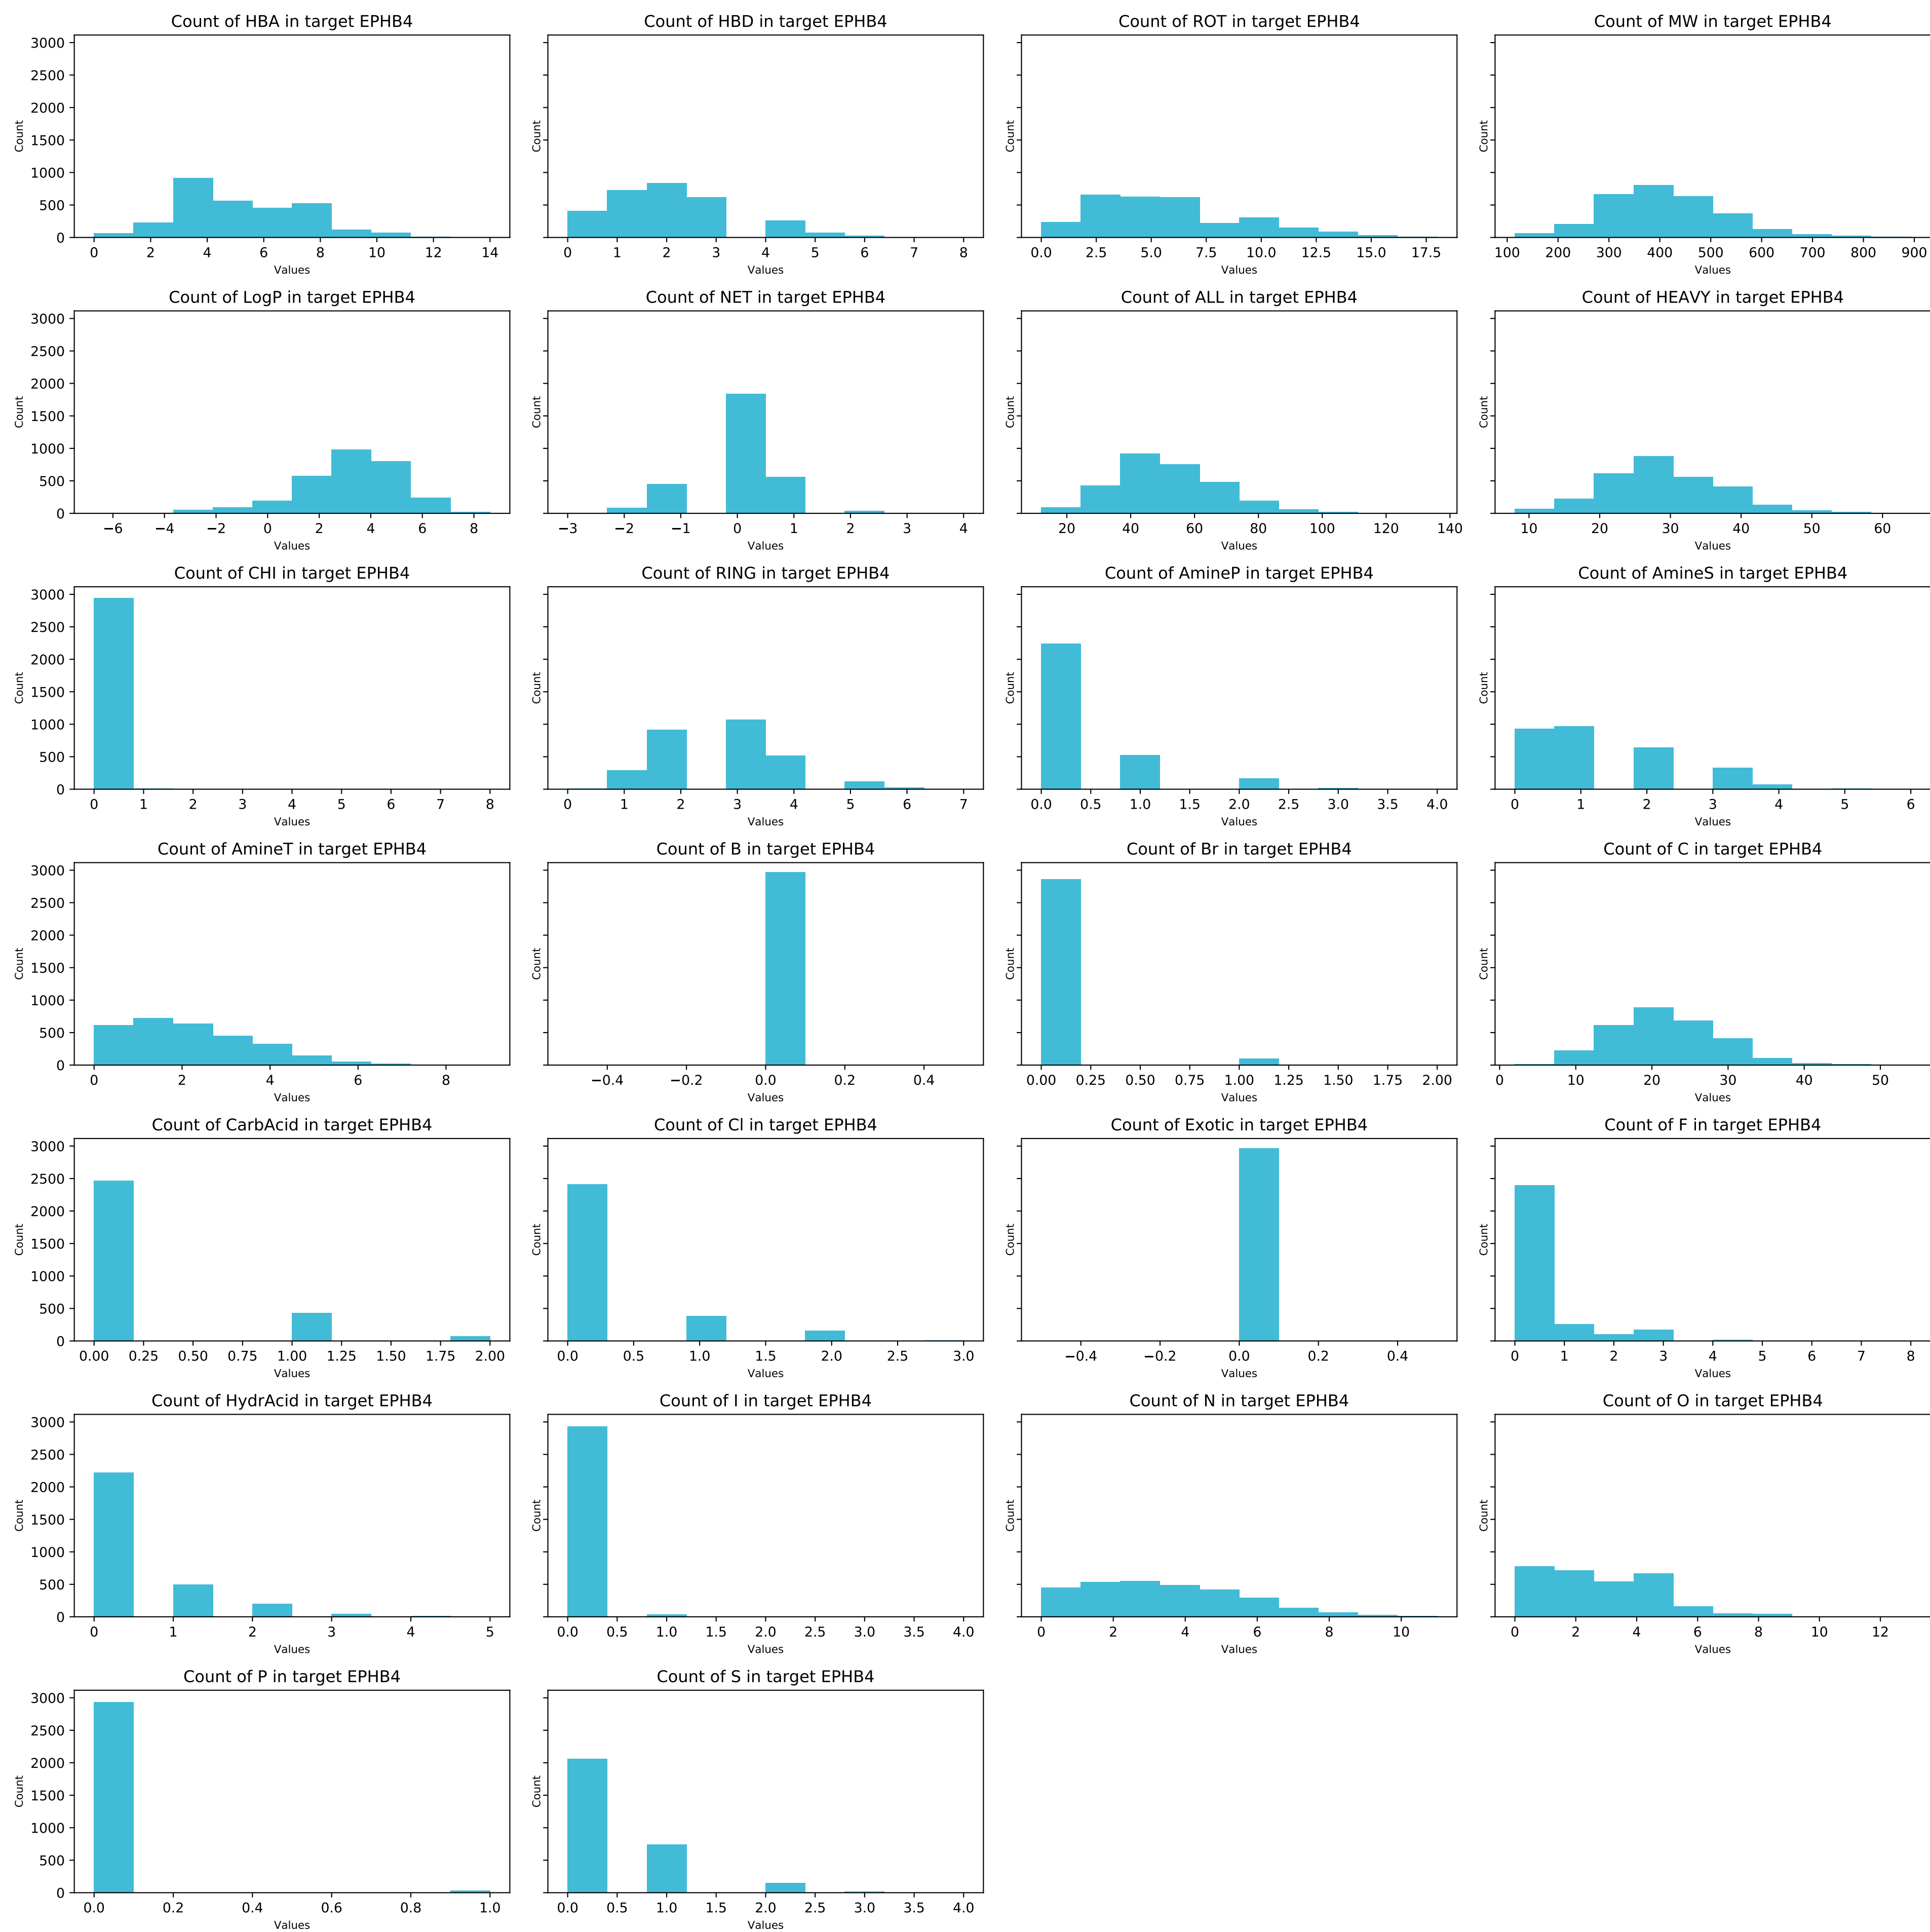 Count of HBA in target EPHB4
Count of HBD in target EPHB4
Count of ROT in target EPHB4
Count of MW in target EPHB4
3000
2500
2000
1500
1000
500
0
Count
Count
Count
Count
0 2 4 6 8 10 12 14
0 1 2 3 4 5 6 7 8
0.0 2.5 5.0 7.5 10.0 12.5 15.0 17.5
100 200 300 400 500 600 700 800 900
Values
Values
Values
Values
Count of LogP in target EPHB4
Count of NET in target EPHB4
Count of ALL in target EPHB4
Count of HEAVY in target EPHB4
3000
2500
2000
1500
1000
500
0
Count
Count
Count
Count
−6 −4 −2 0 2 4 6 8
−3 −2 −1 0 1 2 3 4
20 40 60 80 100 120 140
10 20 30 40 50 60
Values
Values
Values
Values
Count of CHI in target EPHB4
Count of RING in target EPHB4
Count of AmineP in target EPHB4
Count of AmineS in target EPHB4
3000
2500
2000
1500
1000
500
0
Count
Count
Count
Count
0 1 2 3 4 5 6 7 8
0 1 2 3 4 5 6 7
0.0 0.5 1.0 1.5 2.0 2.5 3.0 3.5 4.0
0 1 2 3 4 5 6
Values
Values
Values
Values
Count of AmineT in target EPHB4
Count of B in target EPHB4
Count of Br in target EPHB4
Count of C in target EPHB4
3000
2500
2000
1500
1000
500
0
Count
Count
Count
Count
0 2 4 6 8
−0.4 −0.2 0.0 0.2 0.4
0.00 0.25 0.50 0.75 1.00 1.25 1.50 1.75 2.00
0 10 20 30 40 50
Values
Values
Values
Values
Count of CarbAcid in target EPHB4
Count of Cl in target EPHB4
Count of Exotic in target EPHB4
Count of F in target EPHB4
3000
2500
2000
1500
1000
500
0
Count
Count
Count
Count
0.00 0.25 0.50 0.75 1.00 1.25 1.50 1.75 2.00
0.0 0.5 1.0 1.5 2.0 2.5 3.0
−0.4 −0.2 0.0 0.2 0.4
0 1 2 3 4 5 6 7 8
Values
Values
Values
Values
Count of HydrAcid in target EPHB4
Count of I in target EPHB4
Count of N in target EPHB4
Count of O in target EPHB4
3000
2500
2000
1500
1000
500
0
Count
Count
Count
Count
0 1 2 3 4 5
0.0 0.5 1.0 1.5 2.0 2.5 3.0 3.5 4.0
0 2 4 6 8 10
0 2 4 6 8 10 12
Values
Values
Values
Values
Count of P in target EPHB4
Count of S in target EPHB4
3000
2500
2000
1500
1000
500
0
Count
Count
0.0 0.2 0.4 0.6 0.8 1.0
0.0 0.5 1.0 1.5 2.0 2.5 3.0 3.5 4.0
Values
Values